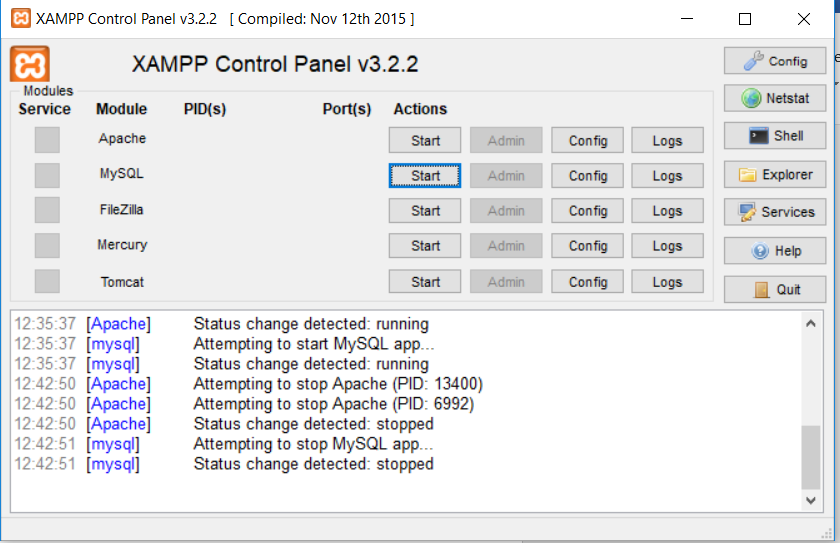 XAMPP Control Panel v3.2.2 [ Compiled: Nov 12th 2015 ]
XAMPP Control Panel v3.2.2
Config
Modules
Service Module PID(s) Port(s) Actions
Netstat
Apache Start Admin Config Logs
Shell
MySQL Start Admin Config Logs
Explorer
FileZilla Start Admin Config Logs
Services
Mercury Start Admin Config Logs
Help
Tomcat Start Admin Config Logs
Quit
12:35:37 [Apache] Status change detected: running
12:35:37 [mysql] Attempting to start MySQL app...
12:35:37 [mysql] Status change detected: running
12:42:50 [Apache] Attempting to stop Apache (PID: 13400)
12:42:50 [Apache] Attempting to stop Apache (PID: 6992)
12:42:50 [Apache] Status change detected: stopped
12:42:51 [mysql] Attempting to stop MySQL app...
12:42:51 [mysql] Status change detected: stopped